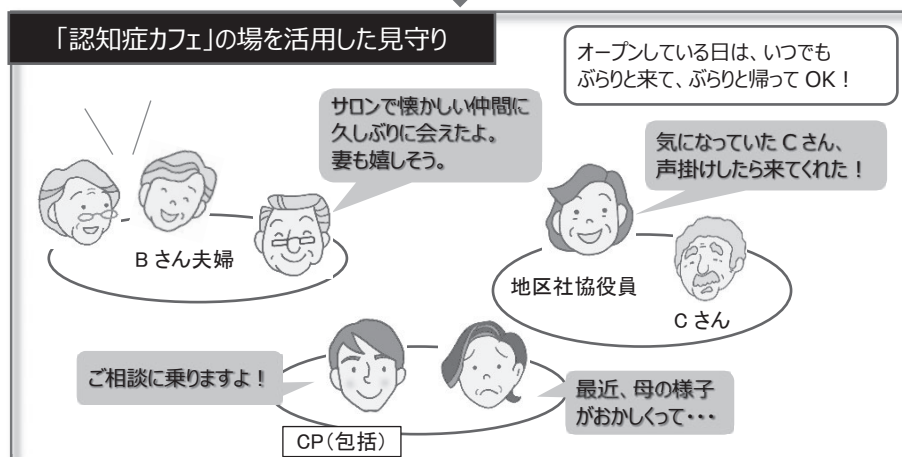 「認知症カフェ」の場を活用した見守り
オープンしている日は、いつでも
ぶらりと来て、ぶらりと帰って OK！
サロンで懐かしい仲間に
久しぶりに会えたよ。
妻も嬉しそう。
気になっていた C さん、
声掛けしたら来てくれた！
B さん夫婦
地区社協役員
C さん
ご相談に乗りますよ！
最近、母の様子
がおかしくって・・・
CP（包括）